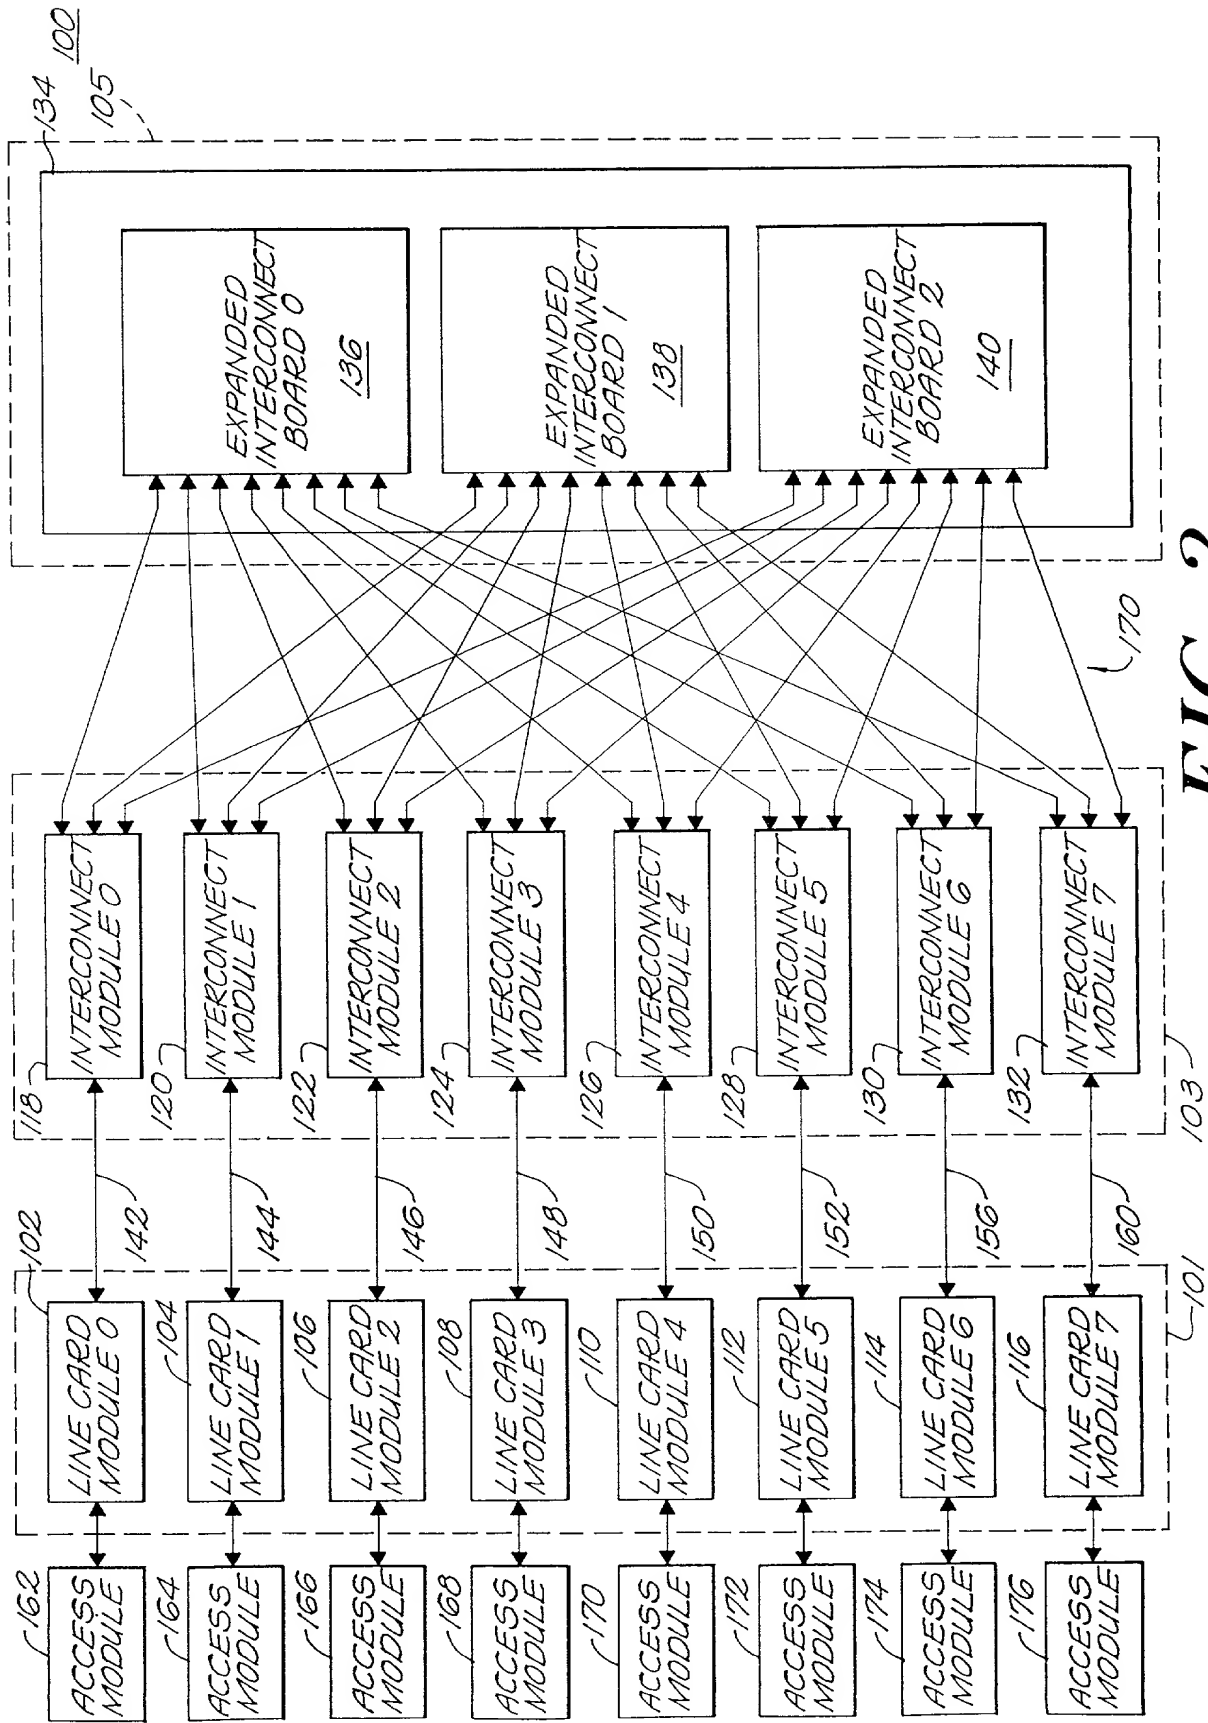 100
105
134
EXPANDED
INTERCONNECT
BOARD 0
136
EXPANDED
INTERCONNECT
BOARD 1
138
EXPANDED
INTERCONNECT
BOARD 2
140
170
118
INTERCONNECT
MODULE 0
120
INTERCONNECT
MODULE 1
122
INTERCONNECT
MODULE 2
124
INTERCONNECT
MODULE 3
126
INTERCONNECT
MODULE 4
128
INTERCONNECT
MODULE 5
130
INTERCONNECT
MODULE 6
132
INTERCONNECT
MODULE 7
103
142
144
146
148
150
152
156
160
102
LINE CARD
MODULE 0
104
LINE CARD
MODULE 1
106
LINE CARD
MODULE 2
108
LINE CARD
MODULE 3
110
LINE CARD
MODULE 4
112
LINE CARD
MODULE 5
114
LINE CARD
MODULE 6
116
LINE CARD
MODULE 7
101
162
ACCESS
MODULE
164
ACCESS
MODULE
166
ACCESS
MODULE
168
ACCESS
MODULE
170
ACCESS
MODULE
172
ACCESS
MODULE
174
ACCESS
MODULE
176
ACCESS
MODULE